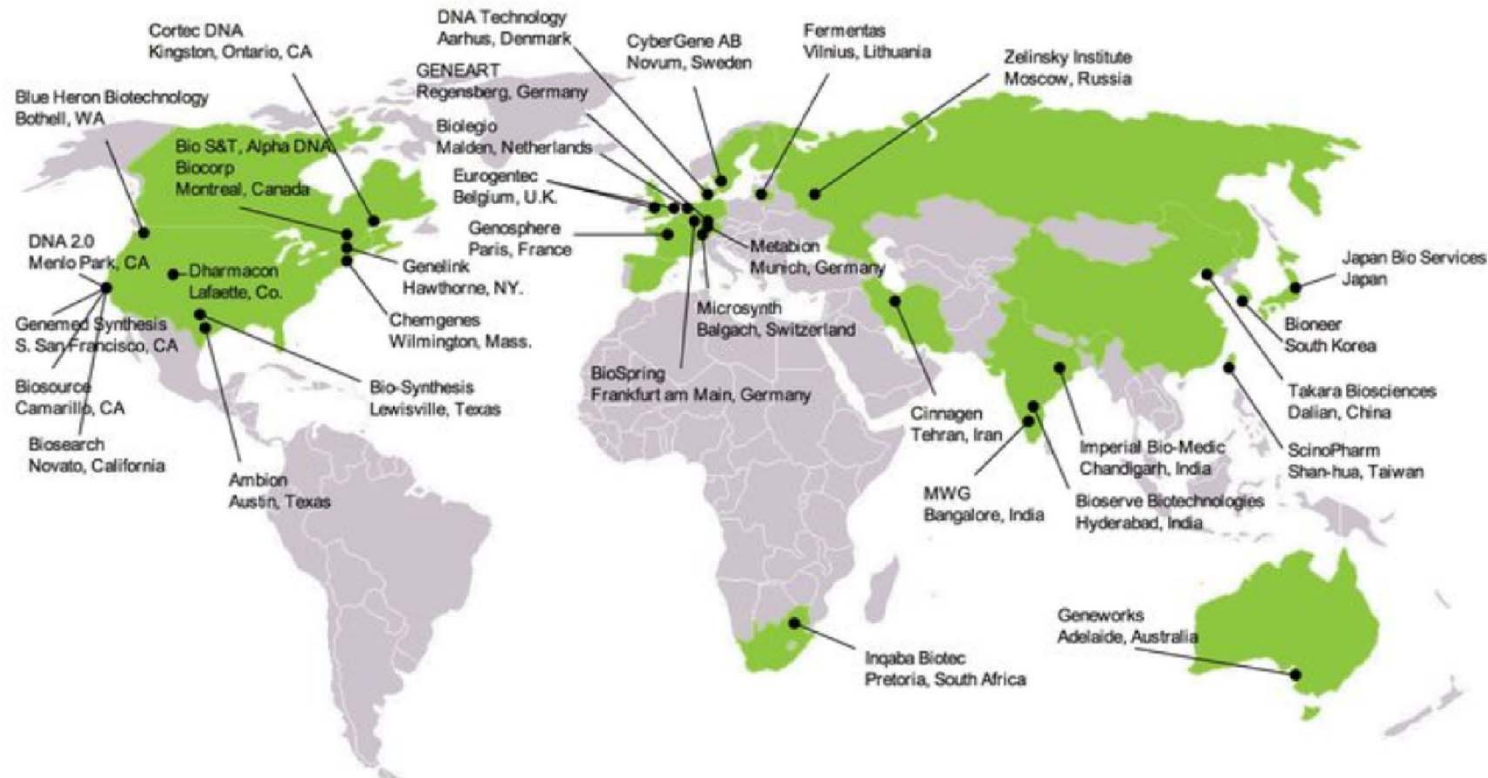 Cortec DNA
Kingston, Ontario, CA
DNA Technology
Aarhus, Denmark
CyberGene AB
Novum, Sweden
Fermentas
Vilnius, Lithuania
Zelinsky Institute
Moscow, Russia
GENEART
Regensberg, Germany
Blue Heron Biotechnology
Bothell, WA
Bio S&T, Alpha DNA,
Biocorp
Montreal, Canada
Biolegio
Malden, Netherlands
Eurogentec
Belgium, U.K.
Genosphere
Paris, France
DNA 2.0
Menlo Park, CA
Dharmacon
Lafaette, Co.
Genelink
Hawthorne, NY.
Metabion
Munich, Germany
Japan Bio Services
Japan
Genemed Synthesis
S. San Francisco, CA
Chemgenes
Wilmington, Mass.
Microsynth
Balgach, Switzerland
Bioneer
South Korea
Biosource
Camarillo, CA
Bio-Synthesis
Lewisville, Texas
BioSpring
Frankfurt am Main, Germany
Takara Biosciences
Dalian, China
Cinnagen
Tehran, Iran
Biosearch
Novato, California
Imperial Bio-Medic
Chandigarh, India
ScinoPharm
Shan-hua, Taiwan
Ambion
Austin, Texas
MWG
Bangalore, India
Bioserve Biotechnologies
Hyderabad, India
Geneworks
Adelaide, Australia
Inqaba Biotec
Pretoria, South Africa